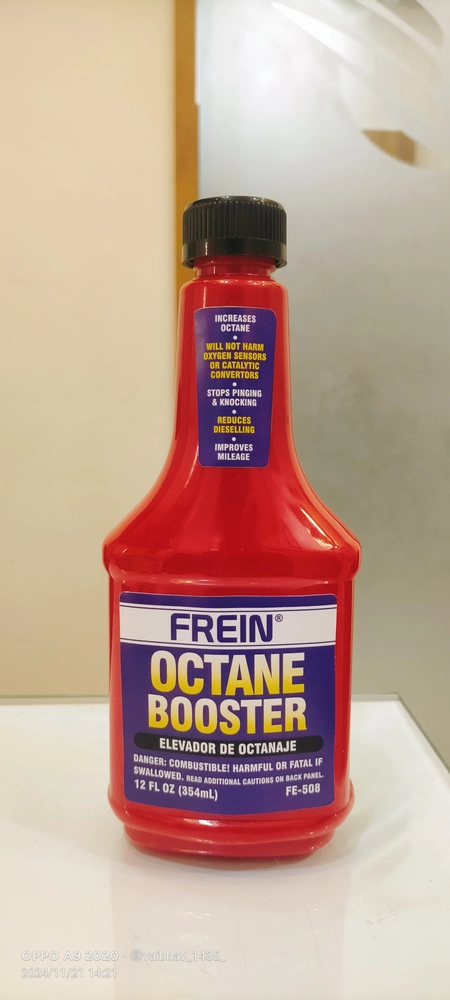 INCREASES
OCTANE
•
WILL NOT HARM
OXYGEN SENSORS
OR CATALYTIC
CONVERTORS
•
STOPS PINGING
& KNOCKING
•
REDUCES
DIESELLING
•
IMPROVES
MILEAGE
FREIN®
OCTANE
BOOSTER
ELEVADOR DE OCTANAJE
DANGER: COMBUSTIBLE! HARMFUL OR FATAL IF
SWALLOWED. READ ADDITIONAL CAUTIONS ON BACK PANEL.
12 FL OZ (354mL) FE-508
OPPO A9 2020 · @vaibhav_1435_
2024/11/21 14:21